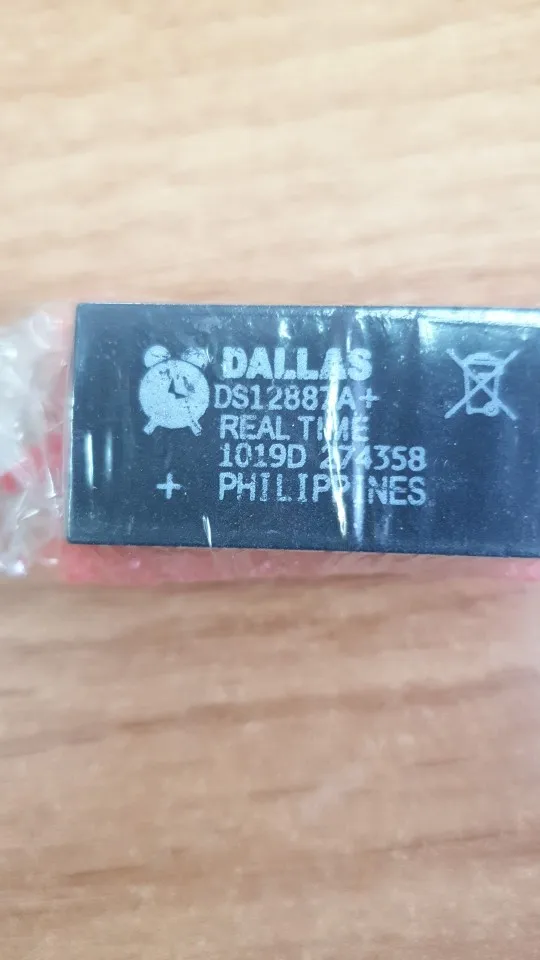 DALLAS
DS12887A+
REAL TIME
1019D 274358
+ PHILIPPINES